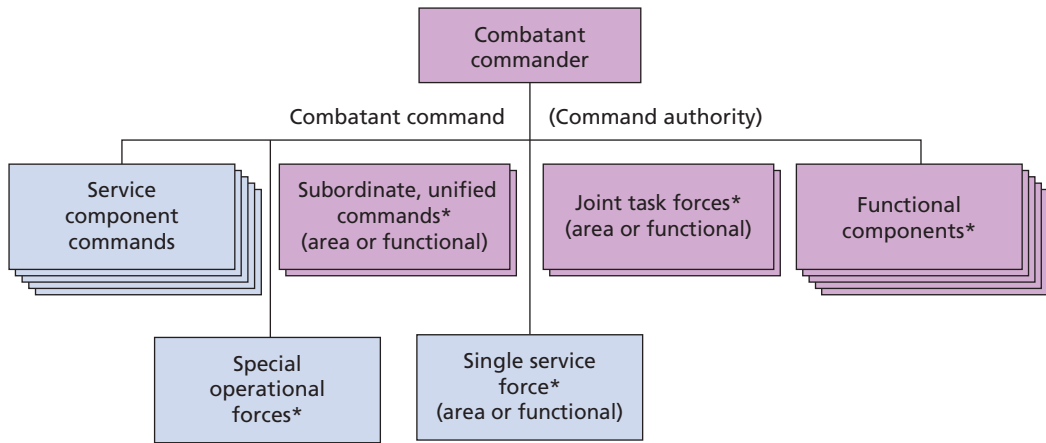 Combatant
commander
Combatant command (Command authority)
Service
component
commands
Subordinate, unified
commands*
(area or functional)
Joint task forces*
(area or functional)
Functional
components*
Special
operational
forces*
Single service
force*
(area or functional)